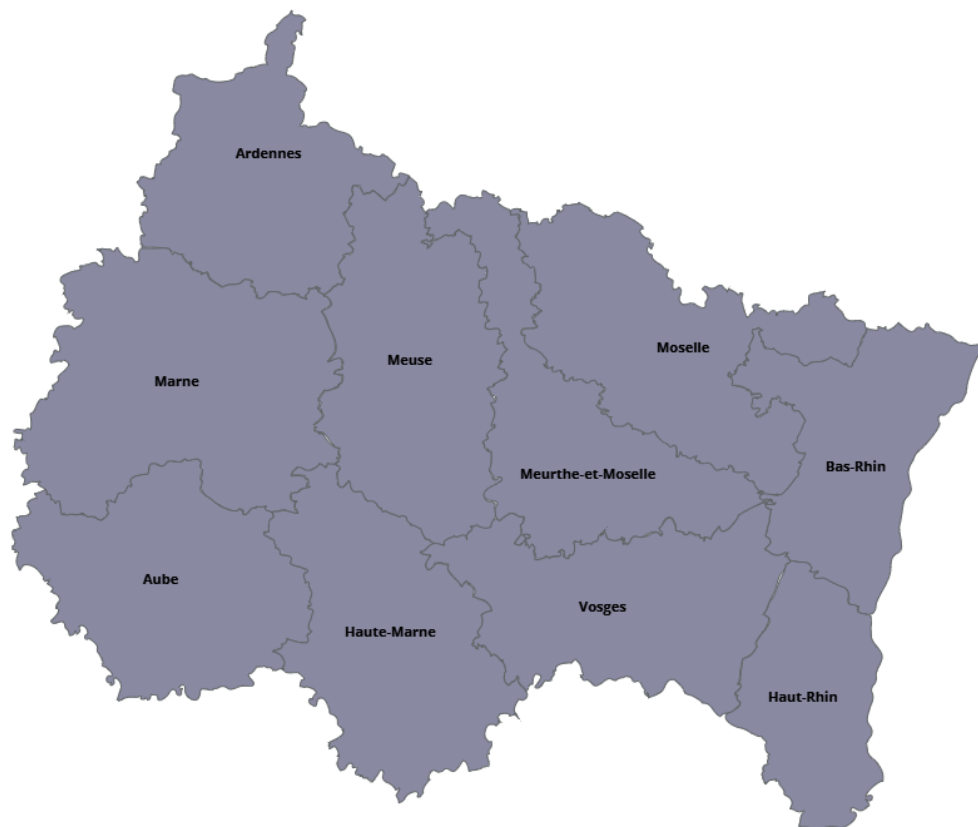 Ardennes
Moselle
Meuse
Marne
Bas-Rhin
Meurthe-et-Moselle
Aube
Vosges
Haute-Marne
Haut-Rhin